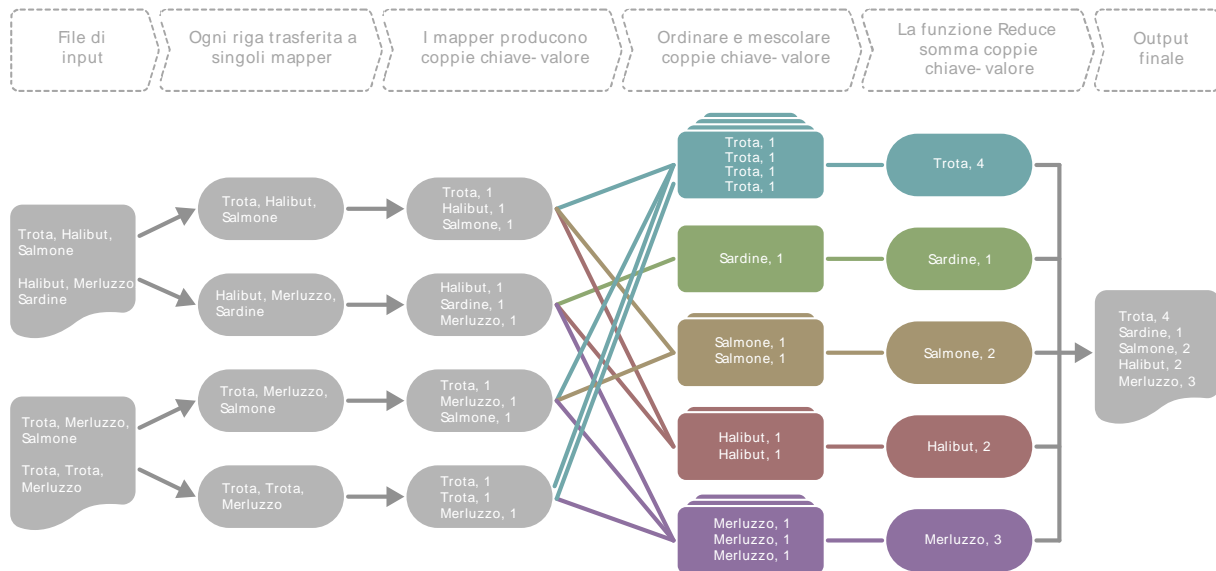 File di
input
Ogni riga trasferita a
singoli mapper
I mapper producono
coppie chiave- valore
Ordinare e mescolare
coppie chiave- valore
La funzione Reduce
somma coppie
chiave- valore
Output
finale
Trota, Halibut,
Salmone
Halibut, Merluzzo
Sardine
Trota, Merluzzo,
Salmone
Trota, Trota,
Merluzzo
Trota, Halibut,
Salmone
Halibut, Merluzzo,
Sardine
Trota, Merluzzo,
Salmone
Trota, Trota,
Merluzzo
Trota, 1
Halibut, 1
Salmone, 1
Halibut, 1
Sardine, 1
Merluzzo, 1
Trota, 1
Merluzzo, 1
Salmone, 1
Trota, 1
Trota, 1
Merluzzo, 1
Trota, 1
Trota, 1
Trota, 1
Trota, 1
Sardine, 1
Salmone, 1
Salmone, 1
Halibut, 1
Halibut, 1
Merluzzo, 1
Merluzzo, 1
Merluzzo, 1
Trota, 4
Sardine, 1
Salmone, 2
Halibut, 2
Merluzzo, 3
Trota, 4
Sardine, 1
Salmone, 2
Halibut, 2
Merluzzo, 3